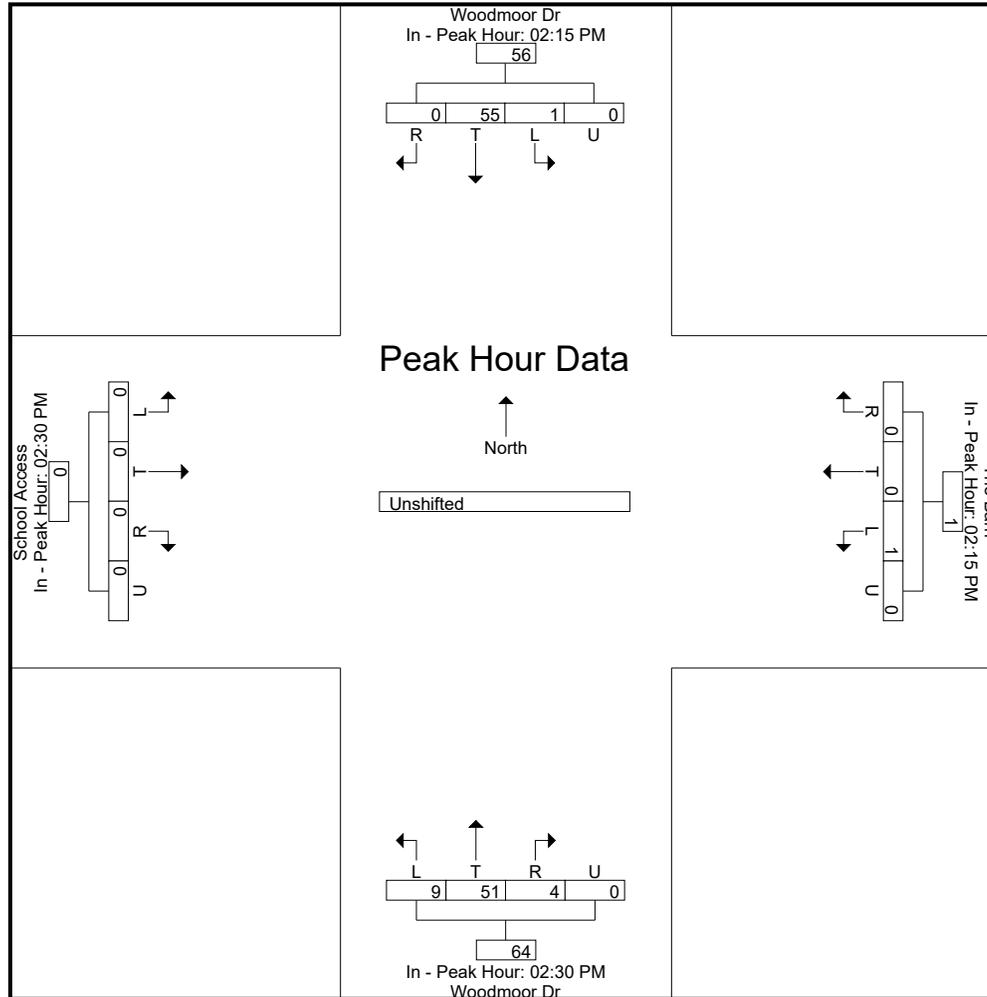 Woodmoor Dr
In - Peak Hour: 02:15 PM
56
0 55 1 0
R T L U
Peak Hour Data
North
Unshifted
School Access
In - Peak Hour: 02:30 PM
0
0 0 0 0
L T R U
In - Peak Hour: 02:15 PM
1
R T L U
0 0 1 0
L T R U
9 51 4 0
64
In - Peak Hour: 02:30 PM
Woodmoor Dr